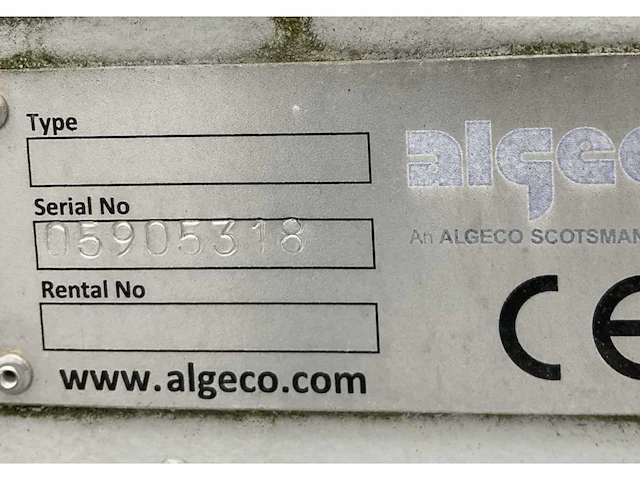 Type
algeco
Serial No
05905318
An ALGECO SCOTSMAN
Rental No
CE
www.algeco.com